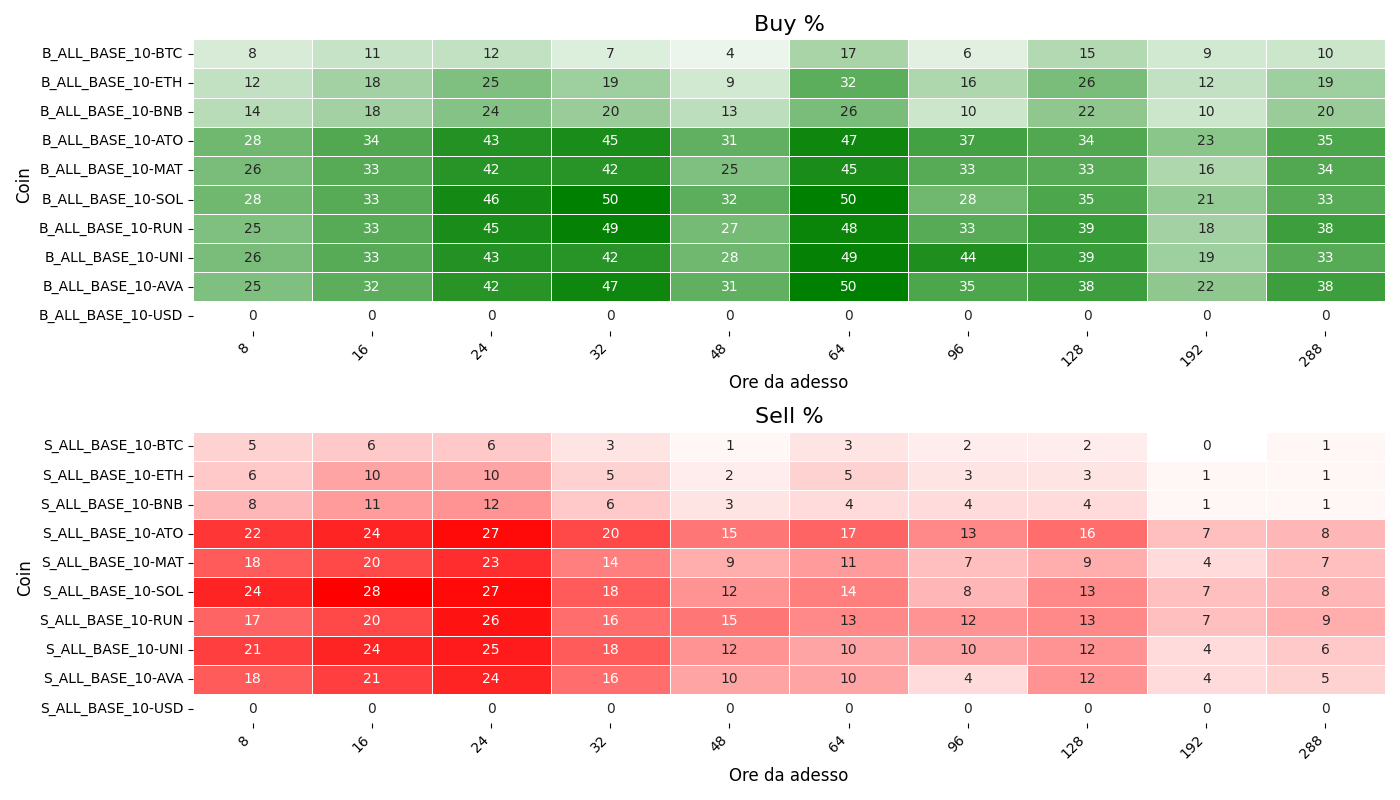 Buy %
Coin
B_ALL_BASE_10-BTC 8 11 12 7 4 17 6 15 9 10
B_ALL_BASE_10-ETH 12 18 25 19 9 32 16 26 12 19
B_ALL_BASE_10-BNB 14 18 24 20 13 26 10 22 10 20
B_ALL_BASE_10-ATO 28 34 43 45 31 47 37 34 23 35
B_ALL_BASE_10-MAT 26 33 42 42 25 45 33 33 16 34
B_ALL_BASE_10-SOL 28 33 46 50 32 50 28 35 21 33
B_ALL_BASE_10-RUN 25 33 45 49 27 48 33 39 18 38
B_ALL_BASE_10-UNI 26 33 43 42 28 49 44 39 19 33
B_ALL_BASE_10-AVA 25 32 42 47 31 50 35 38 22 38
B_ALL_BASE_10-USD 0 0 0 0 0 0 0 0 0 0
8 16 24 32 48 64 96 128 192 288
Ore da adesso
Sell %
Coin
S_ALL_BASE_10-BTC 5 6 6 3 1 3 2 2 0 1
S_ALL_BASE_10-ETH 6 10 10 5 2 5 3 3 1 1
S_ALL_BASE_10-BNB 8 11 12 6 3 4 4 4 1 1
S_ALL_BASE_10-ATO 22 24 27 20 15 17 13 16 7 8
S_ALL_BASE_10-MAT 18 20 23 14 9 11 7 9 4 7
S_ALL_BASE_10-SOL 24 28 27 18 12 14 8 13 7 8
S_ALL_BASE_10-RUN 17 20 26 16 15 13 12 13 7 9
S_ALL_BASE_10-UNI 21 24 25 18 12 10 10 12 4 6
S_ALL_BASE_10-AVA 18 21 24 16 10 10 4 12 4 5
S_ALL_BASE_10-USD 0 0 0 0 0 0 0 0 0 0
8 16 24 32 48 64 96 128 192 288
Ore da adesso